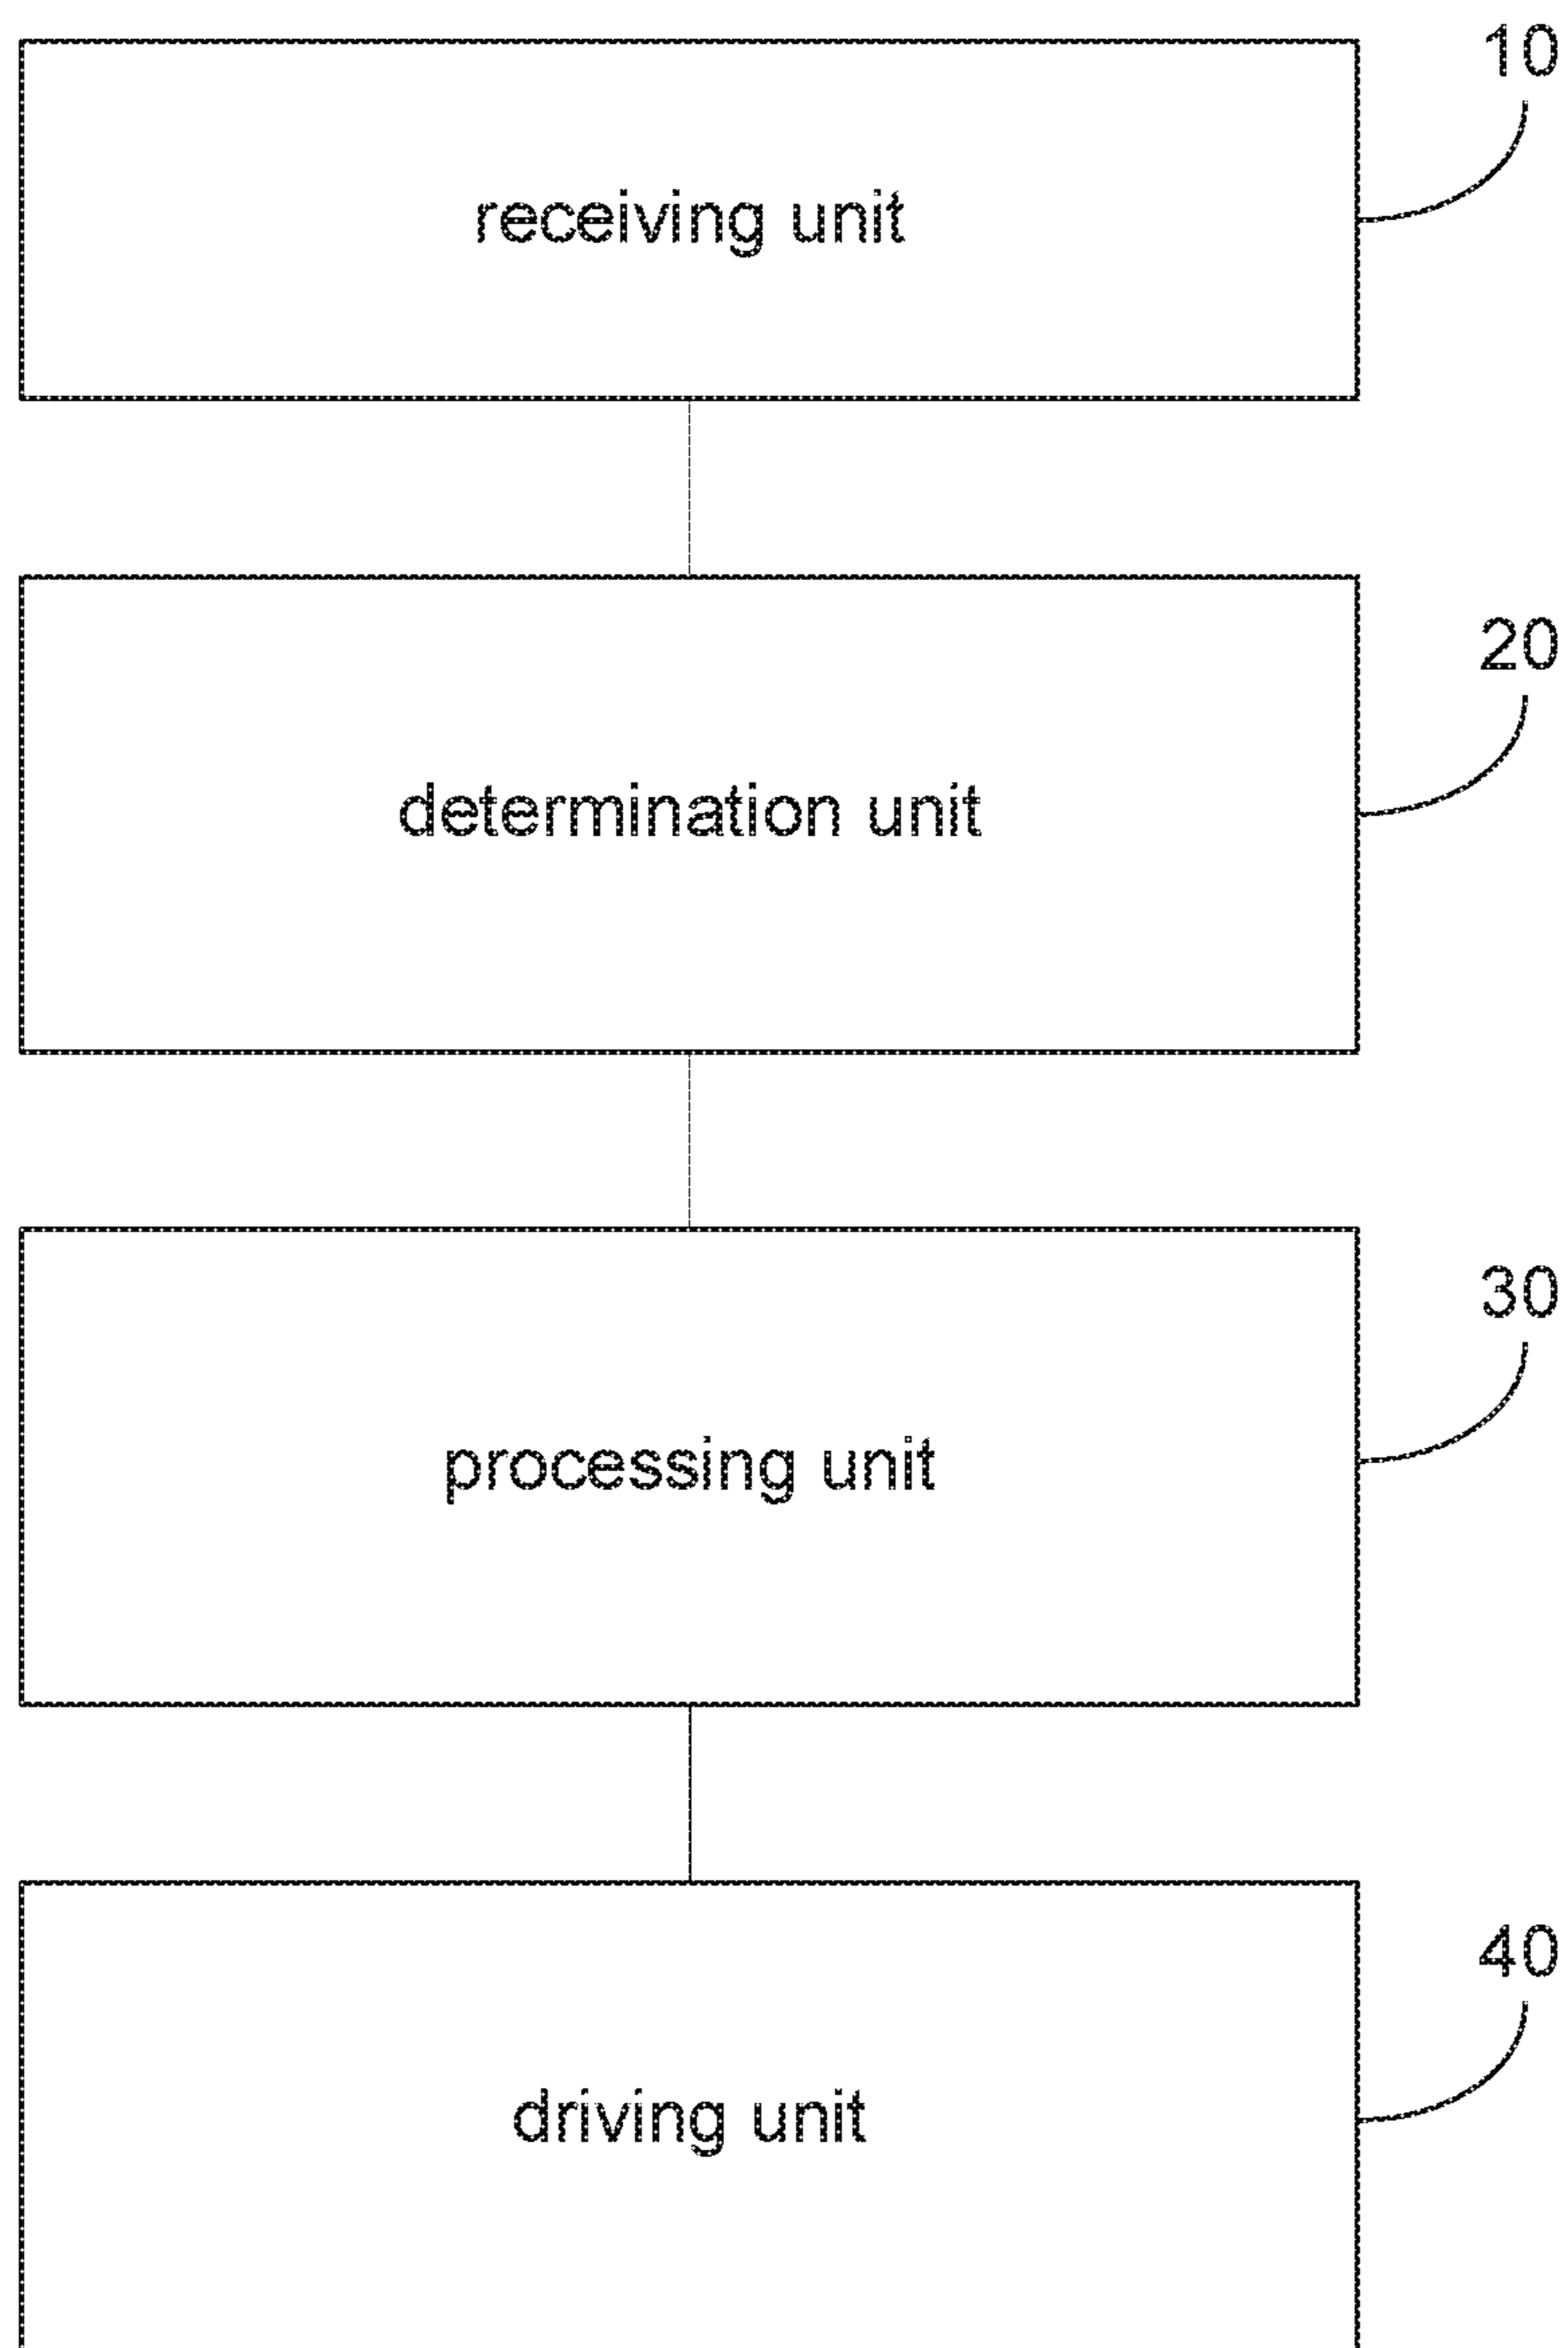 10
receiving unit
20
determination unit
30
processing unit
40
driving unit